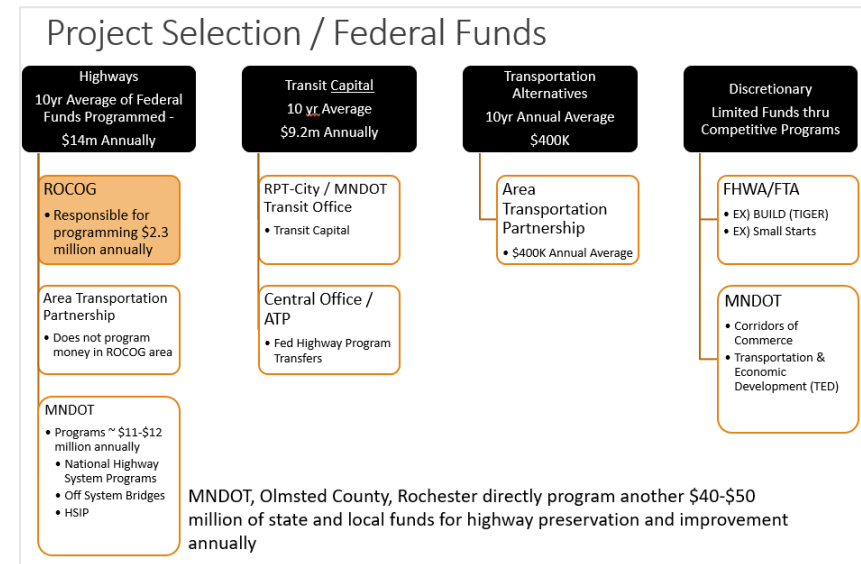 Project Selection / Federal Funds
Highways
10yr Average of Federal
Funds Programmed -
$14m Annually
ROCOG
• Responsible for
programming $2.3
million annually
Area Transportation
Partnership
• Does not program
money in ROCOG area
MNDOT
• Programs ~ $11-$12
million annually
• National Highway
System Programs
• Off System Bridges
• HSIP
Transit Capital
10 yr Average
$9.2m Annually
RPT-City / MNDOT
Transit Office
• Transit Capital
Central Office /
ATP
• Fed Highway Program
Transfers
Transportation
Alternatives
10yr Annual Average
$400K
Area
Transportation
Partnership
• $400K Annual Average
Discretionary
Limited Funds thru
Competitive Programs
FHWA/FTA
• EX) BUILD (TIGER)
• EX) Small Starts
MNDOT
• Corridors of
Commerce
• Transportation &
Economic
Development (TED)
MNDOT, Olmsted County, Rochester directly program another $40-$50
million of state and local funds for highway preservation and improvement
annually